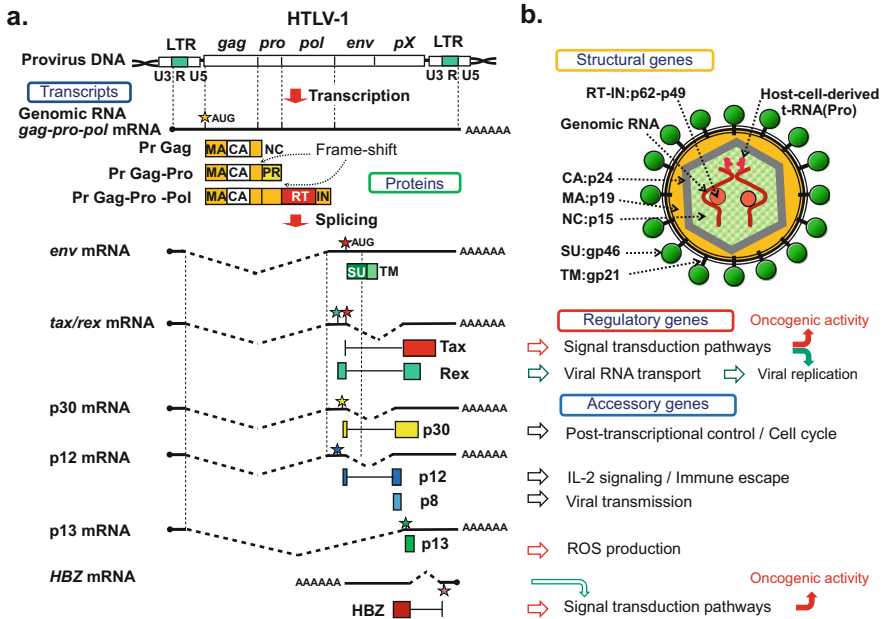 a.
HTLV-1
LTR gag pro pol env pX LTR
Provirus DNA
U3 R U5 U3 R U5
Transcripts
Transcription
Genomic RNA
AUG
gag-pro-pol mRNA AAAAAA
Pr Gag MA CA NC
Frame-shift
Pr Gag-Pro MA CA PR
Proteins
Pr Gag-Pro -Pol MA CA RT IN
Splicing
env mRNA AUG AAAAAA
SU TM
tax/rex mRNA AAAAAA
Tax
Rex
p30 mRNA AAAAAA
p30
p12 mRNA AAAAAA
p12
p8
p13 mRNA AAAAAA
p13
HBZ mRNA AAAAAA
HBZ
b.
Structural genes
RT-IN:p62-p49
Host-cell-derived
t-RNA(Pro)
Genomic RNA
CA:p24
MA:p19
NC:p15
SU:gp46
TM:gp21
Regulatory genes
Oncogenic activity
Signal transduction pathways
Viral RNA transport
Viral replication
Accessory genes
Post-transcriptional control / Cell cycle
IL-2 signaling / Immune escape
Viral transmission
ROS production
Oncogenic activity
Signal transduction pathways